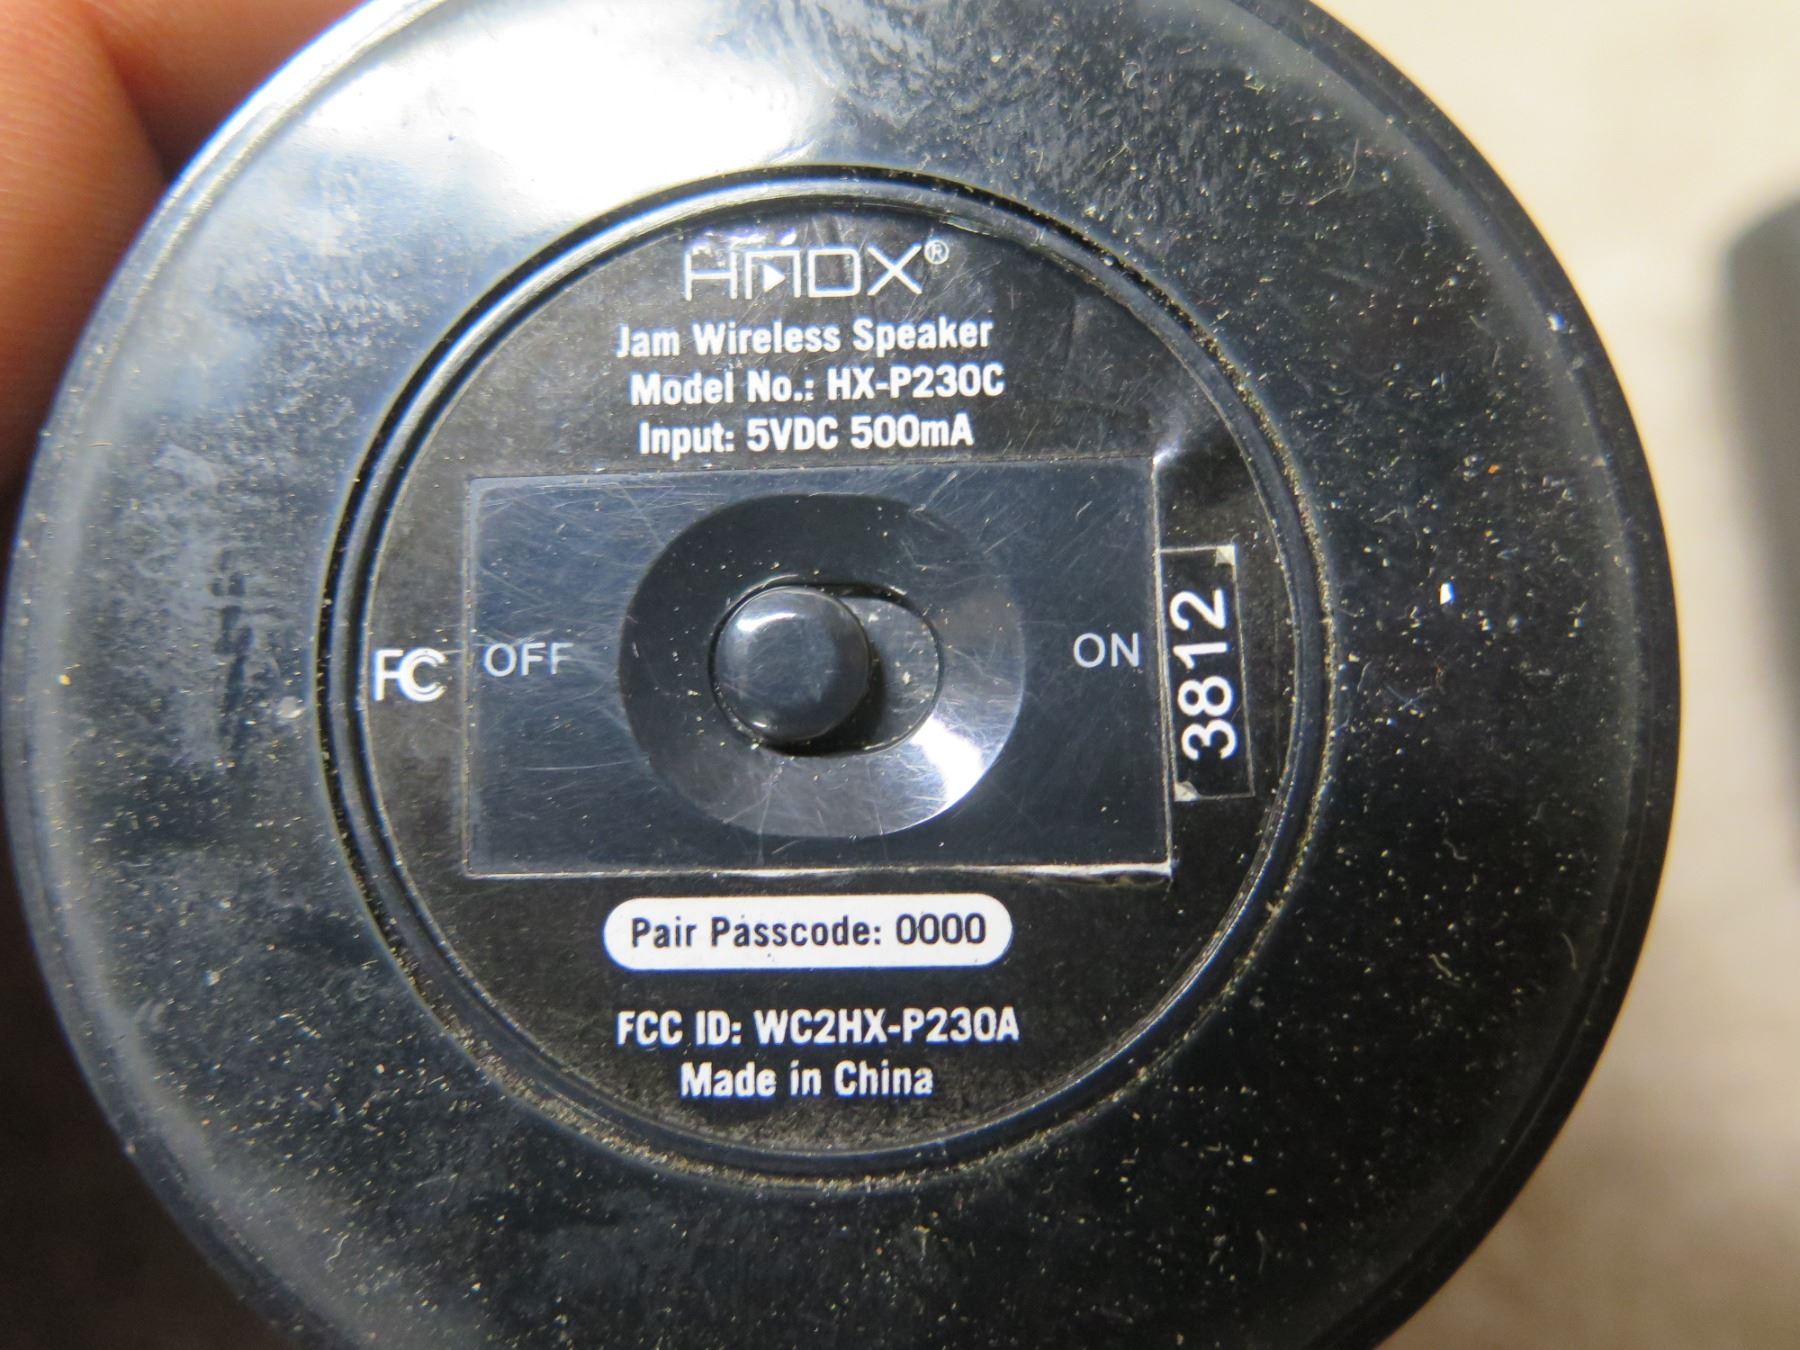 HMDX®
Jam Wireless Speaker
Model No.: HX-P230C
Input: 5VDC 500mA
FC OFF ON
3812
Pair Passcode: 0000
FCC ID: WC2HX-P230A
Made in China